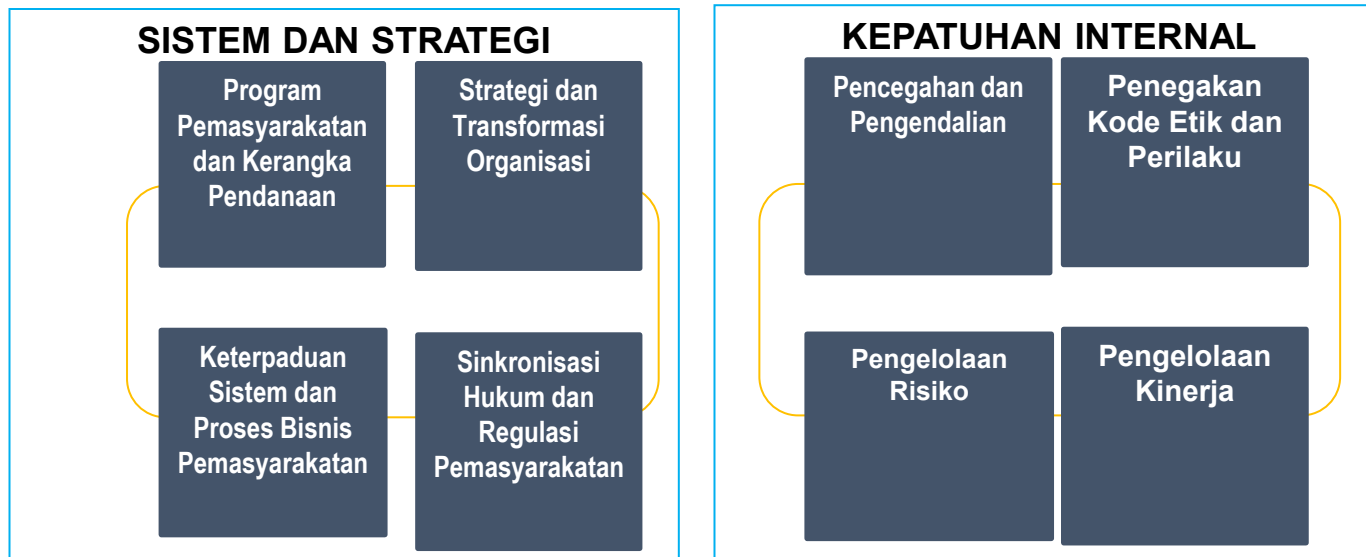 SISTEM DAN STRATEGI
Program
Pemasyarakatan
dan Kerangka
Pendanaan
Strategi dan
Transformasi
Organisasi
Keterpaduan
Sistem dan
Proses Bisnis
Pemasyarakatan
Sinkronisasi
Hukum dan
Regulasi
Pemasyarakatan
KEPATUHAN INTERNAL
Pencegahan dan
Pengendalian
Penegakan
Kode Etik dan
Perilaku
Pengelolaan
Risiko
Pengelolaan
Kinerja